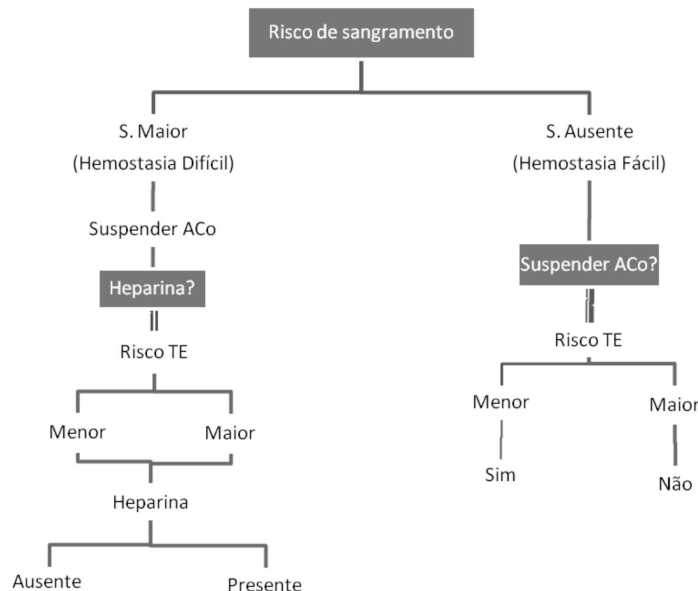 Risco de sangramento
S. Maior
(Hemostasia Difícil)
Suspender ACo
Heparina?
Risco TE
Menor
Maior
Heparina
Ausente
Presente
S. Ausente
(Hemostasia Fácil)
Suspender ACo?
Risco TE
Menor
Maior
Sim
Não